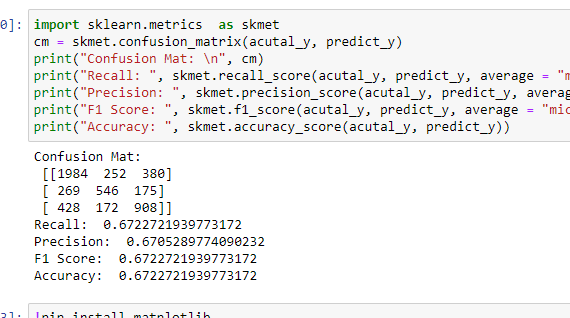 0]: import sklearn.metrics  as skmet
cm = skmet.confusion_matrix(acutal_y, predict_y)
print("Confusion Mat: \n", cm)
print("Recall: ", skmet.recall_score(acutal_y, predict_y, average = "m
print("Precision: ", skmet.precision_score(acutal_y, predict_y, averag
print("F1 Score: ", skmet.f1_score(acutal_y, predict_y, average = "mic
print("Accuracy: ", skmet.accuracy_score(acutal_y, predict_y))
Confusion Mat:
[[1984  252  380]
[ 269  546  175]
[ 428  172  908]]
Recall:  0.6722721939773172
Precision:  0.6705289774090232
F1 Score:  0.6722721939773172
Accuracy:  0.6722721939773172
3]: !pip install matplotlib